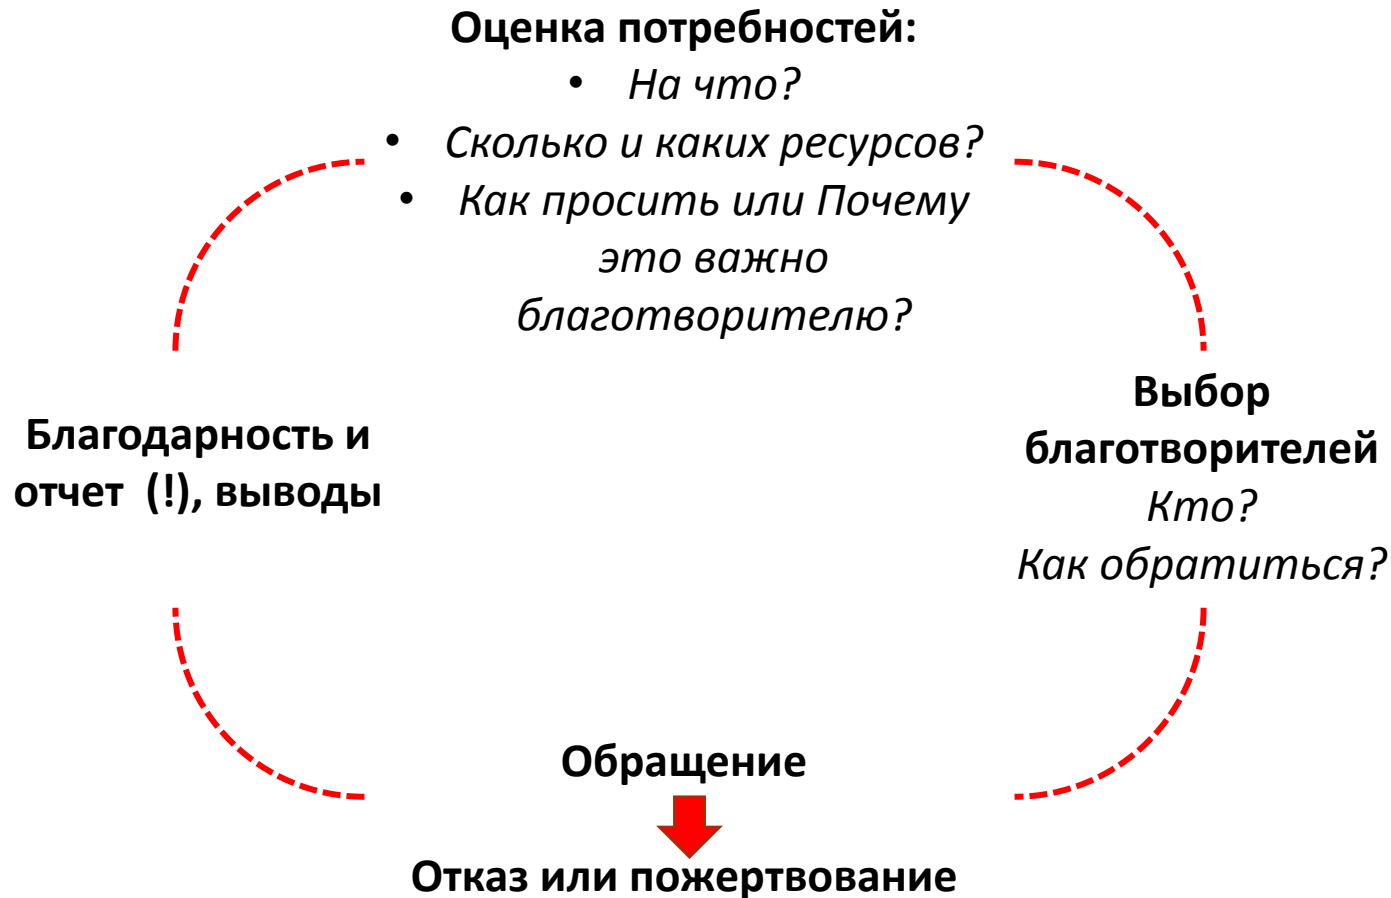 Оценка потребностей:
• На что?
• Сколько и каких ресурсов?
• Как просить или Почему
это важно
благотворителю?
Выбор
благотворителей
Кто?
Как обратиться?
Благодарность и
отчет (!), выводы
Обращение
Отказ или пожертвование